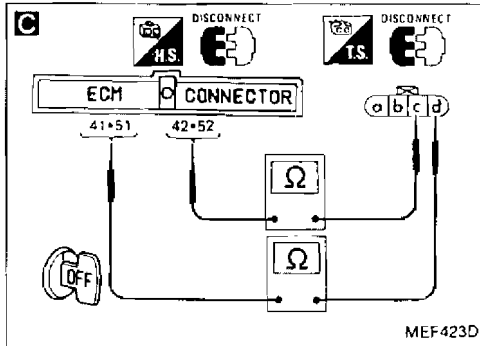 C
DISCONNECT
H.S.
DISCONNECT
T.S.
ECM CONNECTOR
a b c d
41•51 42•52
Ω
Ω
OFF
MEF423D